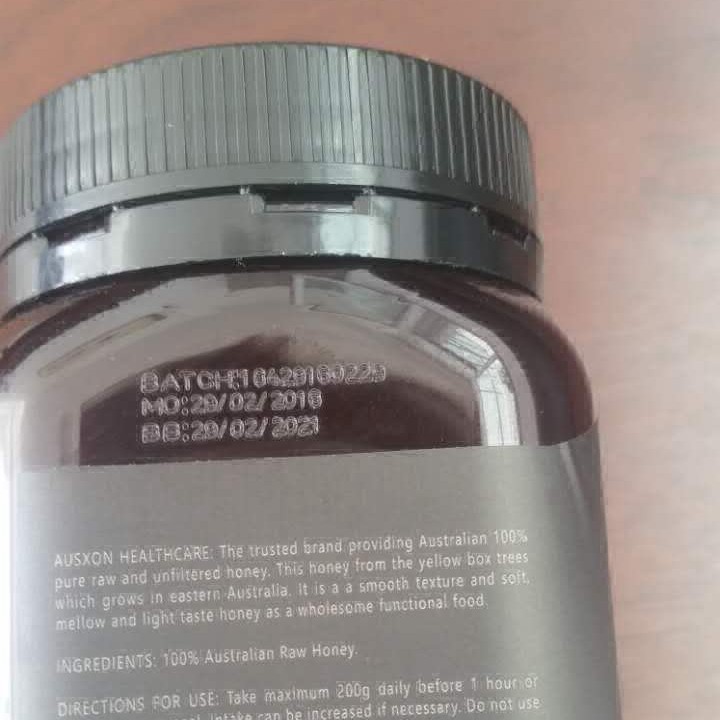 BATCH:16429160229
MO:29/02/2016
BB:28/02/2021
AUSXON HEALTHCARE: The trusted brand providing Australian 100%
pure raw and unfiltered honey. This honey from the yellow box trees
which grows in eastern Australia. It is a a smooth texture and soft,
mellow and light taste honey as a wholesome functional food.
INGREDIENTS: 100% Australian Raw Honey.
DIRECTIONS FOR USE: Take maximum 200g daily before 1 hour or
intake can be increased if necessary. Do not use